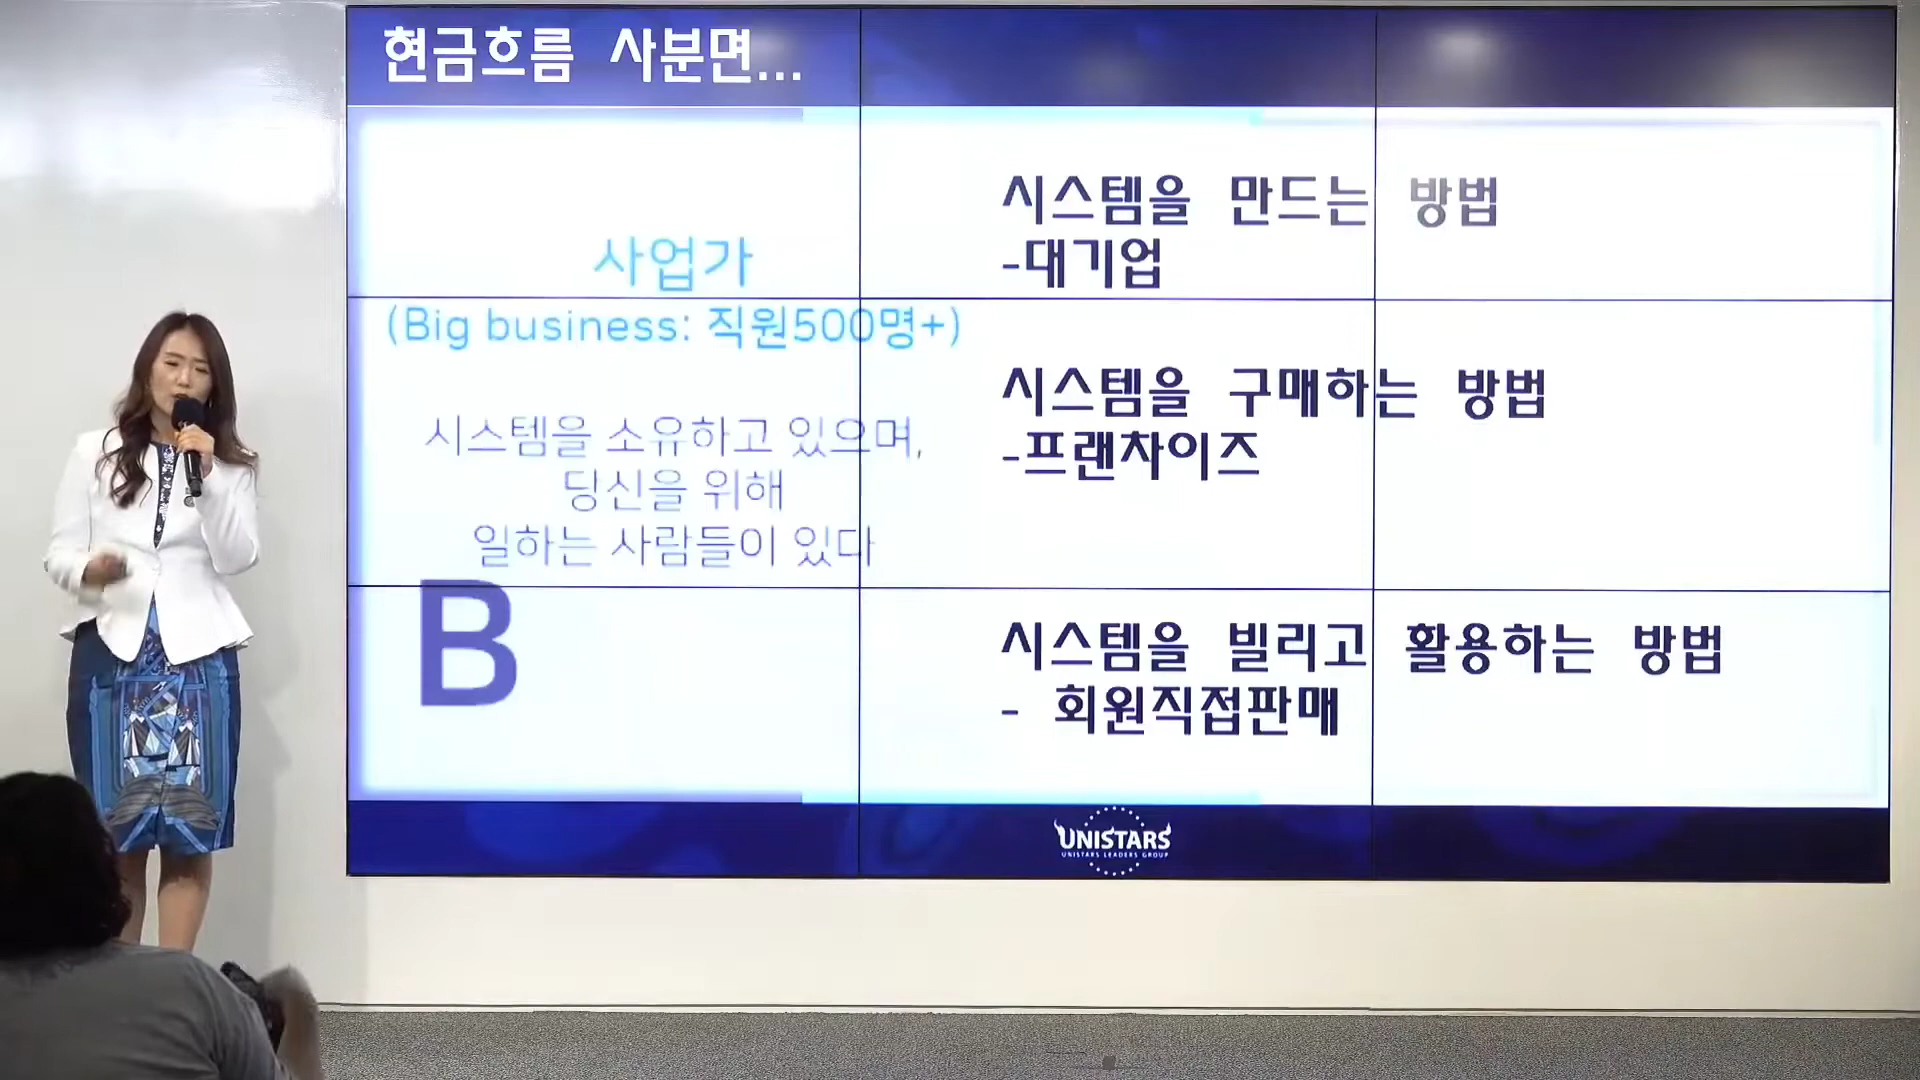 현금흐름 사분면...
사업가
(Big business: 직원500명+)
시스템을 소유하고 있으며,
딩신을 위해
일하는 사람들이 있다
B
시스템을 만드는 방법
-대기업
시스템을 구매하는 방법
-프랜차이즈
시스템을 빌리고 활용하는 방법
- 회원직접판매
UNISTARS
UNISTARS LEADERS GROUP